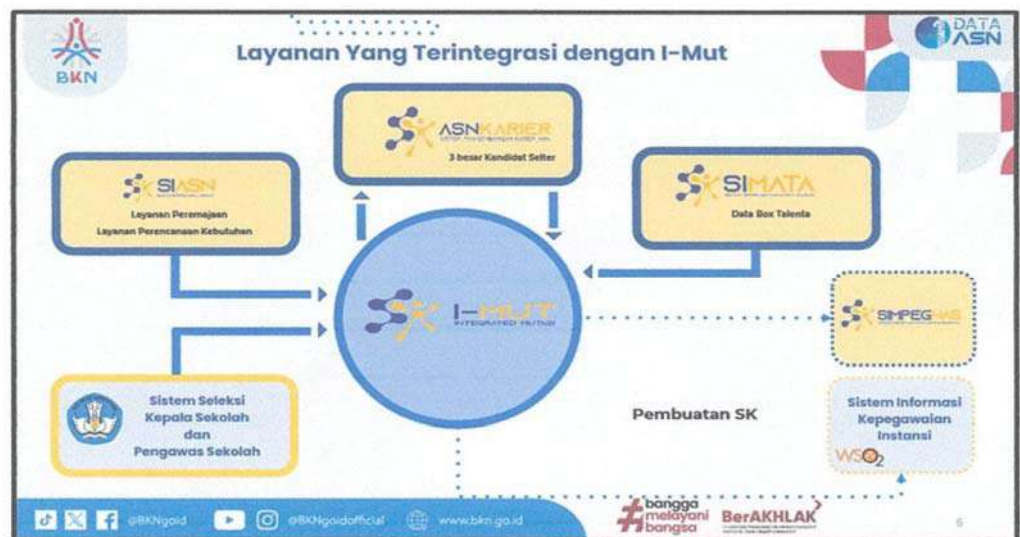 BKN
Layanan Yang Terintegrasi dengan I-Mut
DATA
ASN
ASNKARIER
3 besar Kandidat Selter
SIASN
Layanan Peremajaan
Layanan Perencanaan Kebutuhan
SIMATA
Data Box Talenta
I-MUT
INTEGRATED MUTASI
SIMPEGNAS
Sistem Seleksi
Kepala Sekolah
dan
Pengawas Sekolah
Pembuatan SK
Sistem Informasi
Kepegawaian
Instansi
WSO2
@BKNgoid
@BKNgoidofficial
www.bkn.go.id
#bangga
melayani
bangsa
BerAKHLAK
6